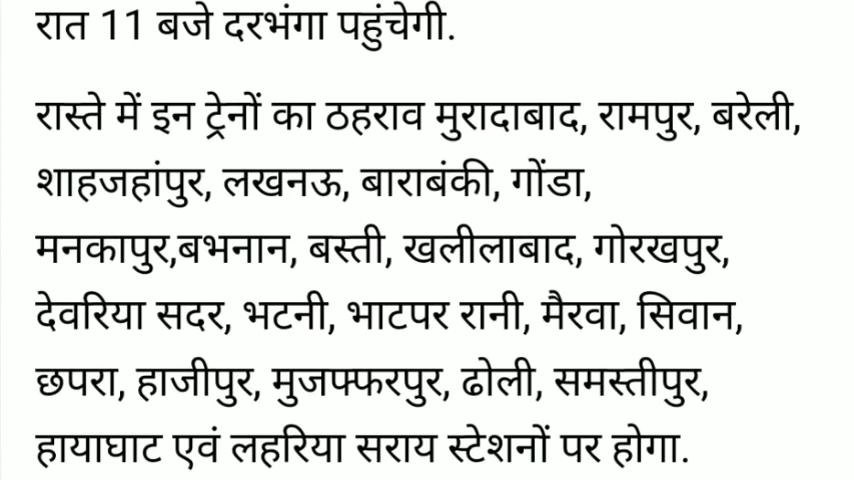 रात 11 बजे दरभंगा पहुंचेगी.
रास्ते में इन ट्रेनों का ठहराव मुरादाबाद, रामपुर, बरेली,
शाहजहांपुर, लखनऊ, बाराबंकी, गोंडा,
मनकापुर,बभनान, बस्ती, खलीलाबाद, गोरखपुर,
देवरिया सदर, भटनी, भाटपर रानी, मैरवा, सिवान,
छपरा, हाजीपुर, मुजफ्फरपुर, ढोली, समस्तीपुर,
हायाघाट एवं लहरिया सराय स्टेशनों पर होगा.